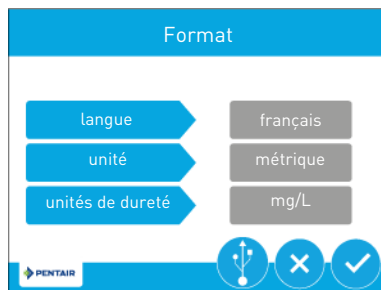 Format
langue français
unité métrique
unités de dureté mg/L
PENTAIR